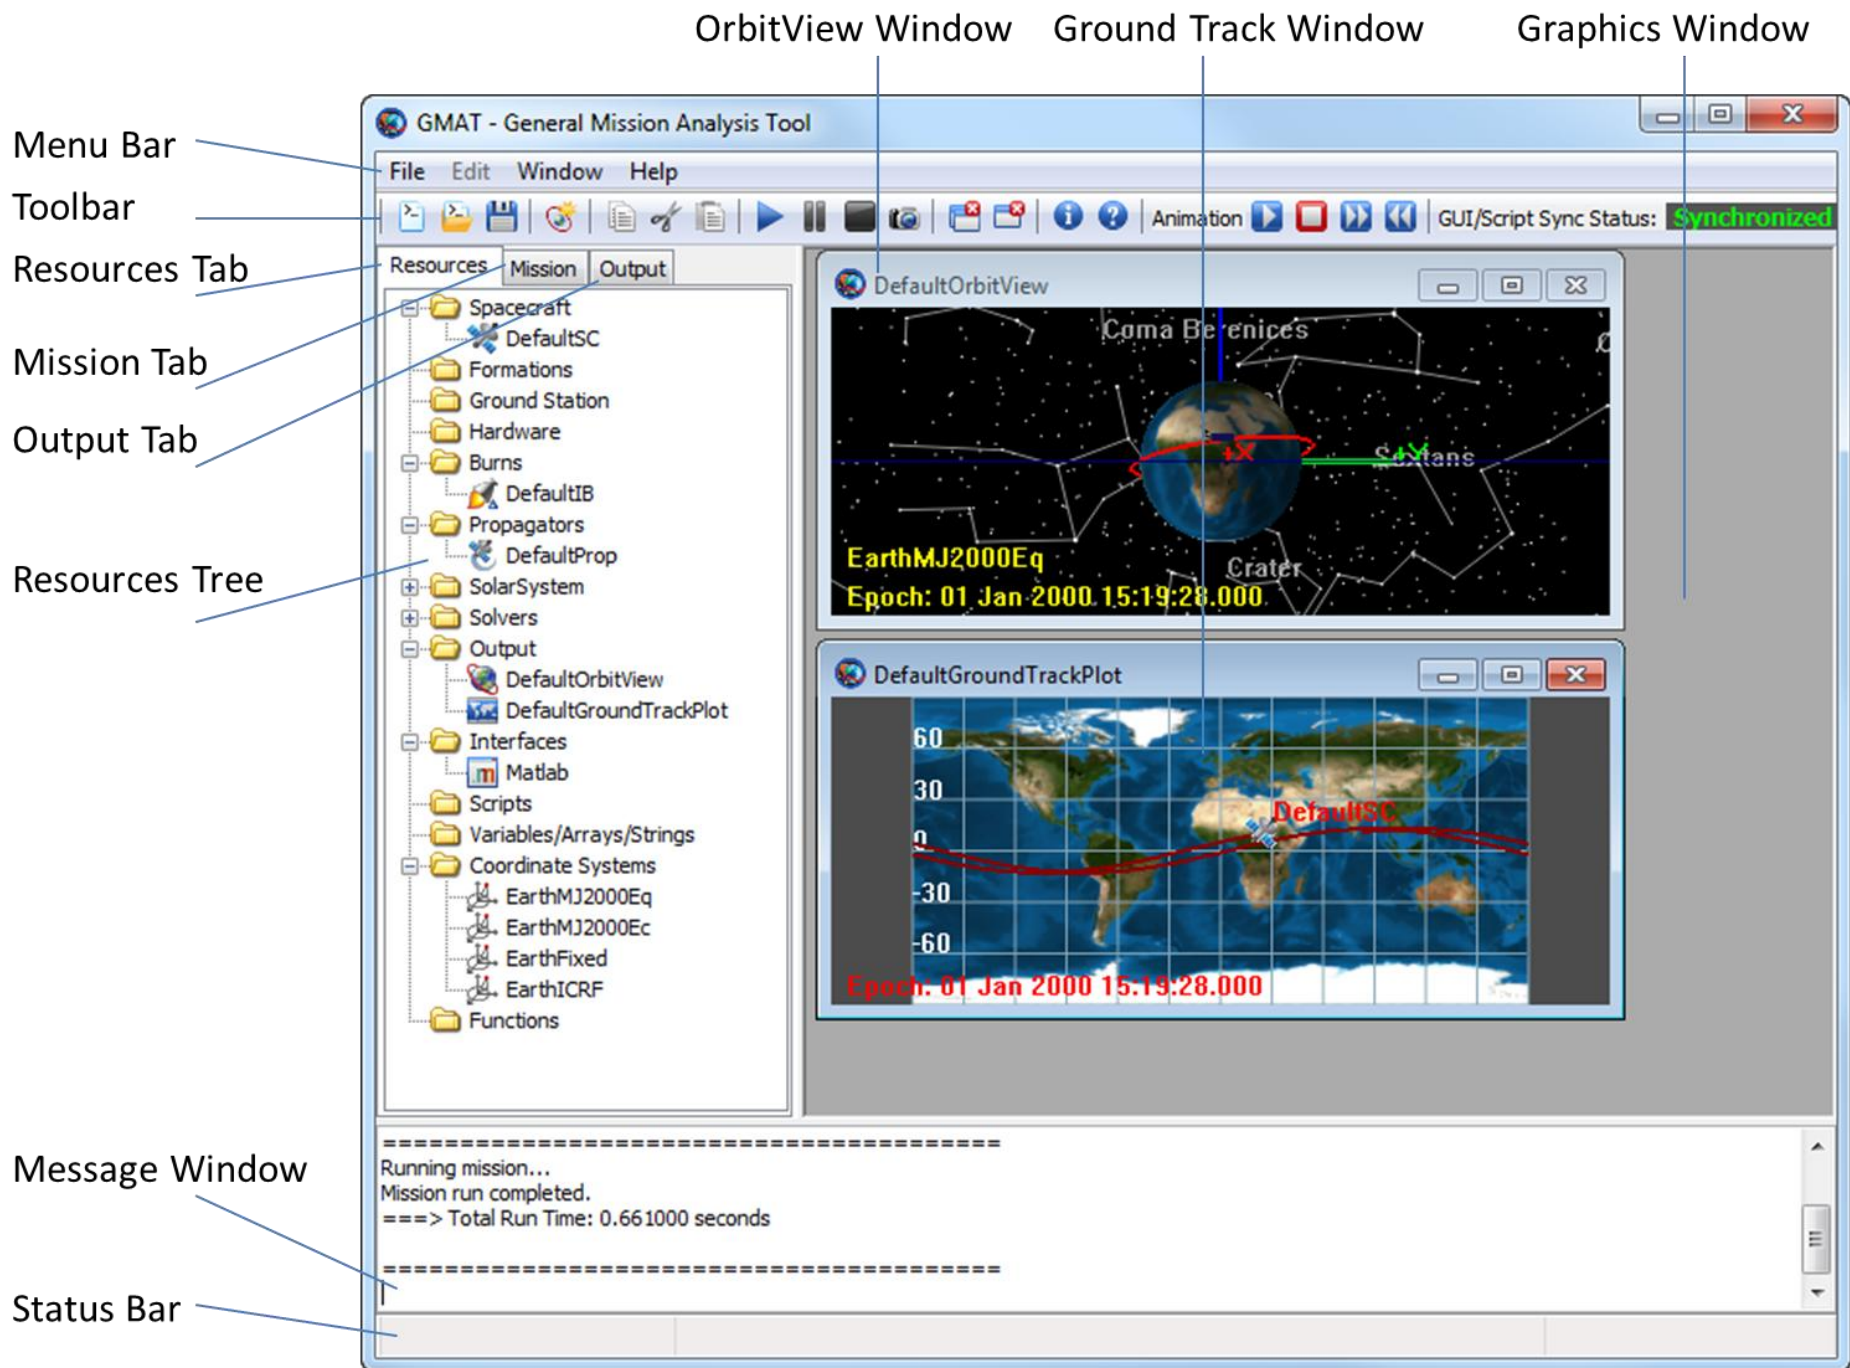 OrbitView Window Ground Track Window Graphics Window
Menu Bar
Toolbar
Resources Tab
Mission Tab
Output Tab
Resources Tree
Message Window
Status Bar
GMAT - General Mission Analysis Tool
File Edit Window Help
Animation GUI/Script Sync Status: Synchronized
Resources Mission Output
Spacecraft
DefaultSC
Formations
Ground Station
Hardware
Burns
DefaultIB
Propagators
DefaultProp
SolarSystem
Solvers
Output
DefaultOrbitView
DefaultGroundTrackPlot
Interfaces
Matlab
Scripts
Variables/Arrays/Strings
Coordinate Systems
EarthMJ2000Eq
EarthMJ2000Ec
EarthFixed
EarthICRF
Functions
DefaultOrbitView
Coma Berenices
+X
+Y
Sextans
Crater
EarthMJ2000Eq
Epoch: 01 Jan 2000 15:19:28.000
DefaultGroundTrackPlot
60
30
0
-30
-60
DefaultSC
Epoch: 01 Jan 2000 15:19:28.000
========================================
Running mission...
Mission run completed.
===> Total Run Time: 0.661000 seconds
========================================